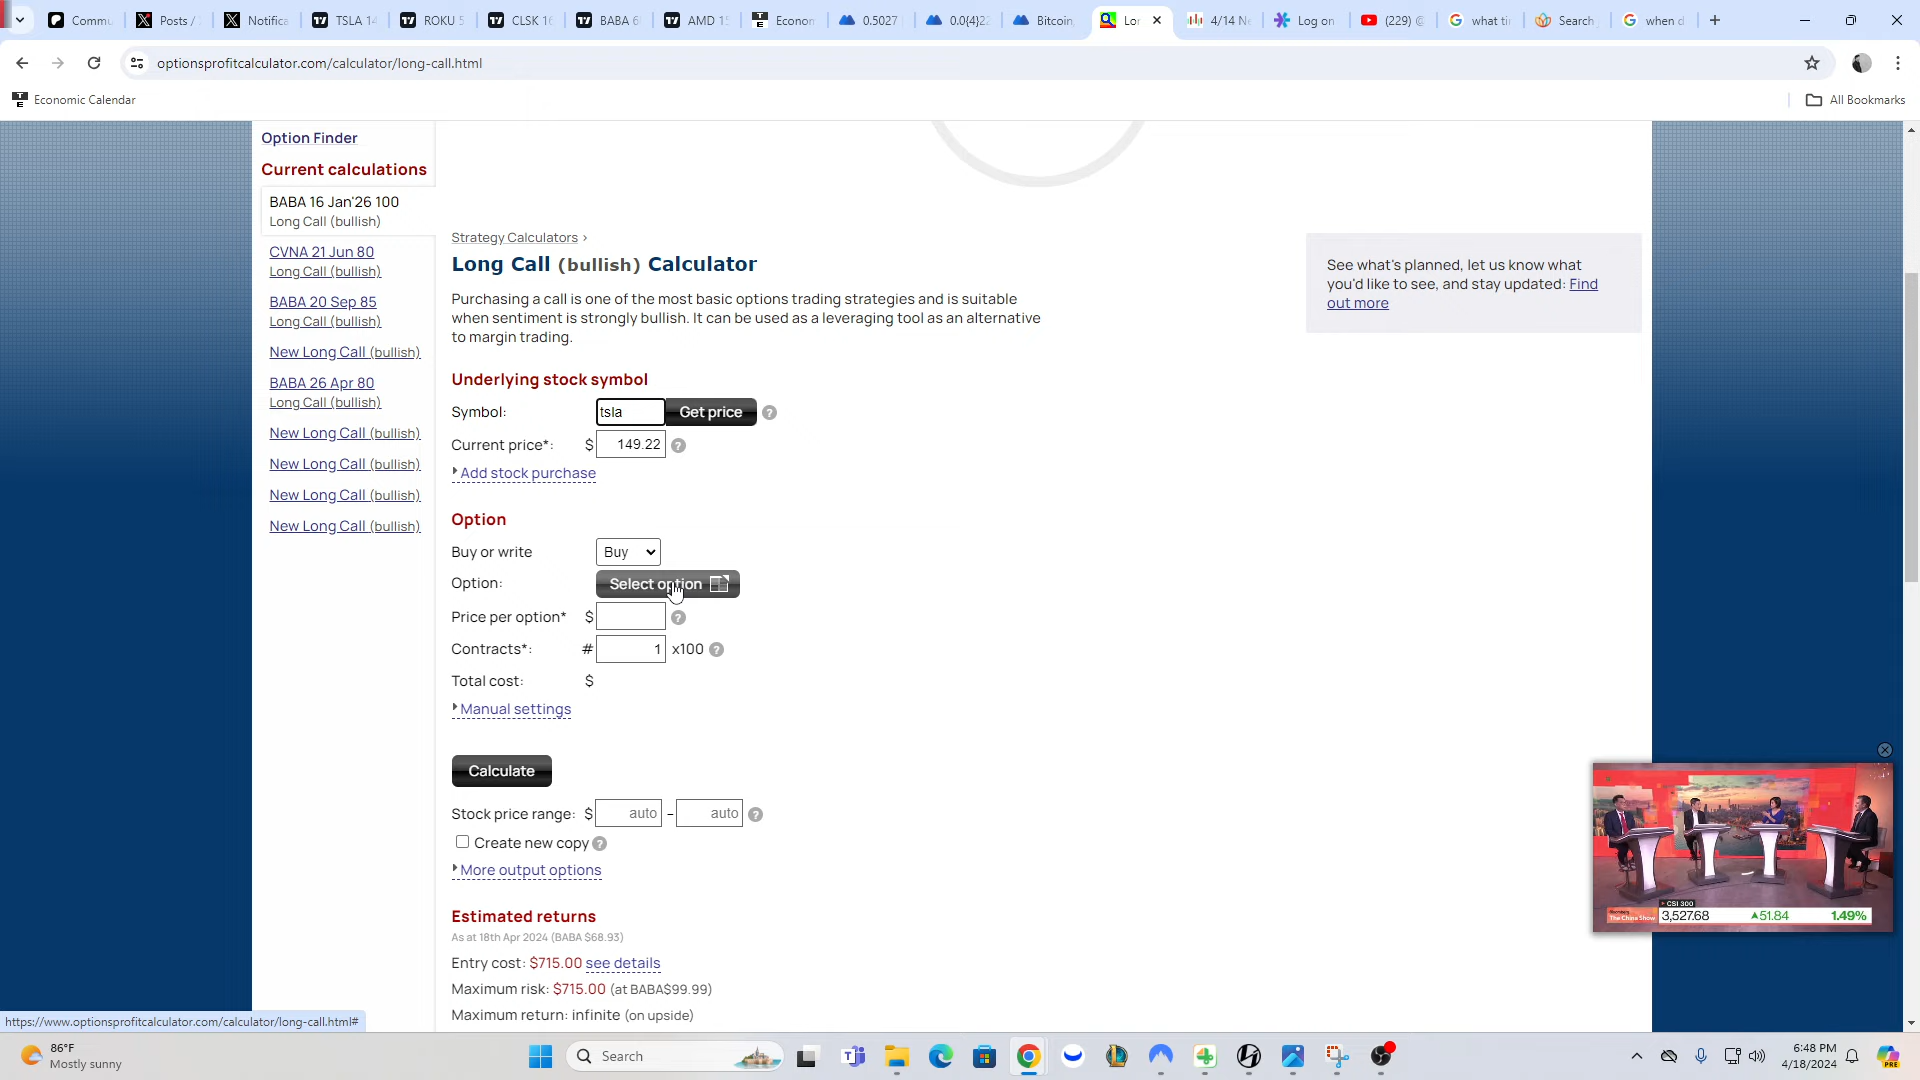 Commu
Posts /
Notifica
TSLA 14
ROKU 5
CLSK 16
BABA 6
AMD 15
Econom
0.5027
0.0{4}22
Bitcoin
Lor
4/14 Ne
Log on
(229)
what ti
Search
when d
optionsprofitcalculator.com/calculator/long-call.html
Economic Calendar
All Bookmarks
Option Finder
Current calculations
BABA 16 Jan'26 100
Long Call (bullish)
CVNA 21 Jun 80
Long Call (bullish)
BABA 20 Sep 85
Long Call (bullish)
New Long Call (bullish)
BABA 26 Apr 80
Long Call (bullish)
New Long Call (bullish)
New Long Call (bullish)
New Long Call (bullish)
New Long Call (bullish)
Strategy Calculators ›
Long Call (bullish) Calculator
Purchasing a call is one of the most basic options trading strategies and is suitable
when sentiment is strongly bullish. It can be used as a leveraging tool as an alternative
to margin trading.
See what's planned, let us know what
you'd like to see, and stay updated: Find
out more
Underlying stock symbol
Symbol: tsla Get price ?
Current price*: $ 149.22 ?
Add stock purchase
Option
Buy or write Buy
Option: Select option
Price per option* $ ?
Contracts*: # 1 x100 ?
Total cost: $
Manual settings
Calculate
Stock price range: $ auto – auto ?
Create new copy ?
More output options
Estimated returns
As at 18th Apr 2024 (BABA $68.93)
Entry cost: $715.00 see details
Maximum risk: $715.00 (at BABA$99.99)
Maximum return: infinite (on upside)
Bloomberg
The China Show
CSI 300
3,527.68 ▲51.84 1.49%
https://www.optionsprofitcalculator.com/calculator/long-call.html#
86°F
Mostly sunny
Search
6:48 PM
4/18/2024
PRE